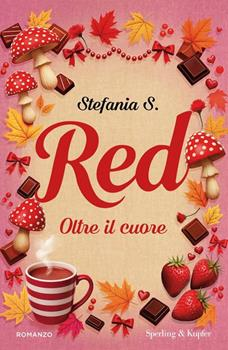 Stefania S.
Red
Oltre il cuore
ROMANZO
Sperling & Kupfer